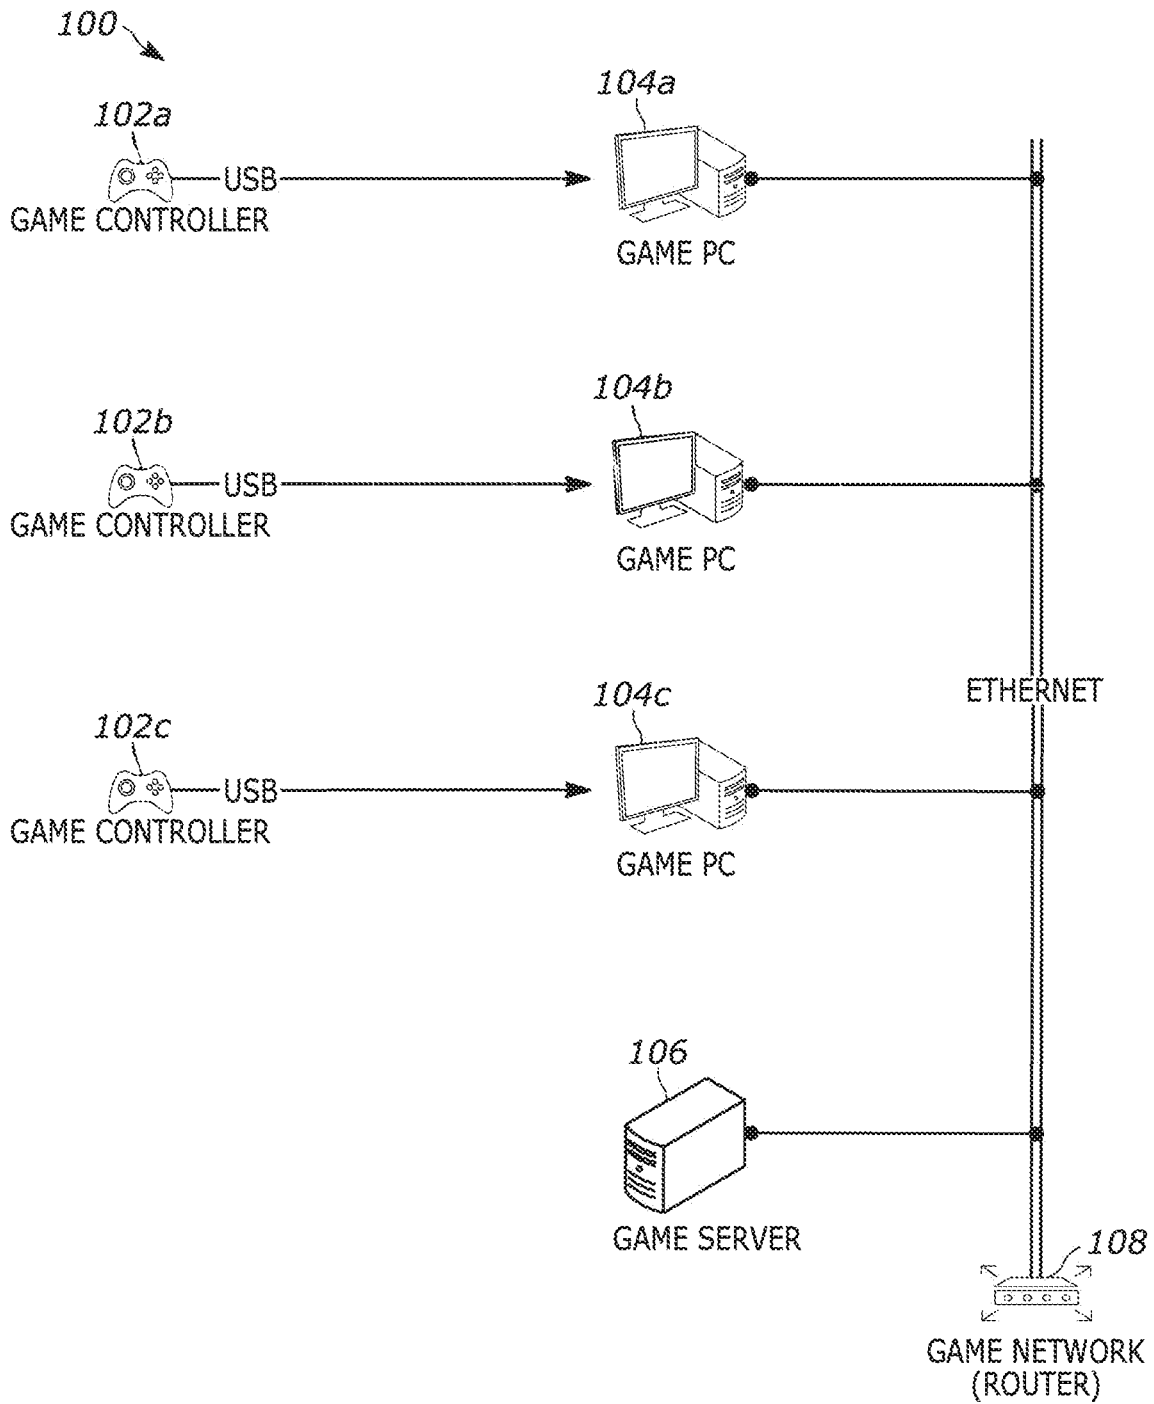 100
104a
102a
USB
GAME CONTROLLER
GAME PC
104b
102b
USB
GAME CONTROLLER
GAME PC
104c
ETHERNET
102c
USB
GAME CONTROLLER
GAME PC
106
GAME SERVER
108
GAME NETWORK
(ROUTER)